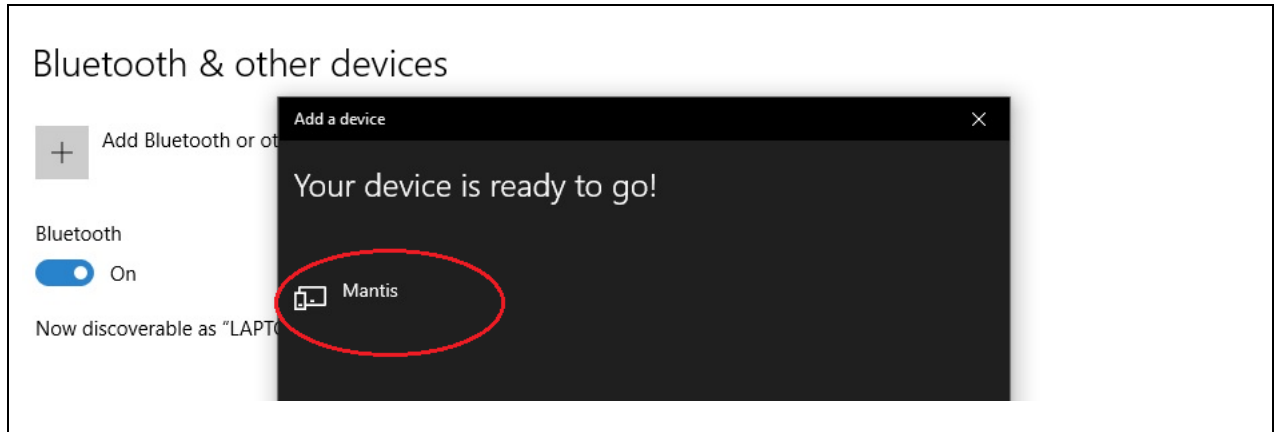 Bluetooth & other devices
Add a device
Add Bluetooth or ot
Your device is ready to go!
Bluetooth
On
Mantis
Now discoverable as "LAPTO